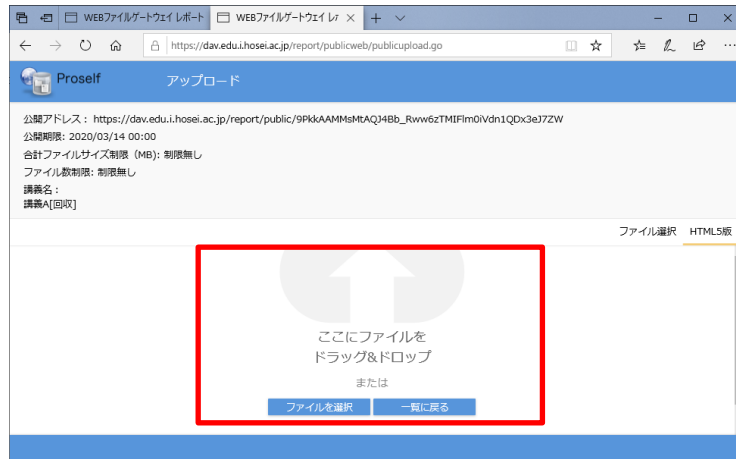 WEBファイルゲートウェイ レポート
WEBファイルゲートウェイ レ
https://dav.edu.i.hosei.ac.jp/report/publicweb/publicupload.go
Proself
アップロード
公開アドレス： https://dav.edu.i.hosei.ac.jp/report/public/9PkkAAMMsMtAQJ4Bb_Rww6zTMIFlm0iVdn1QDx3eJ7ZW
公開期限: 2020/03/14 00:00
合計ファイルサイズ制限（MB): 制限無し
ファイル数制限: 制限無し
講義名：
講義A[回収]
ファイル選択 HTML5版
ここにファイルを
ドラッグ&ドロップ
または
ファイルを選択 一覧に戻る